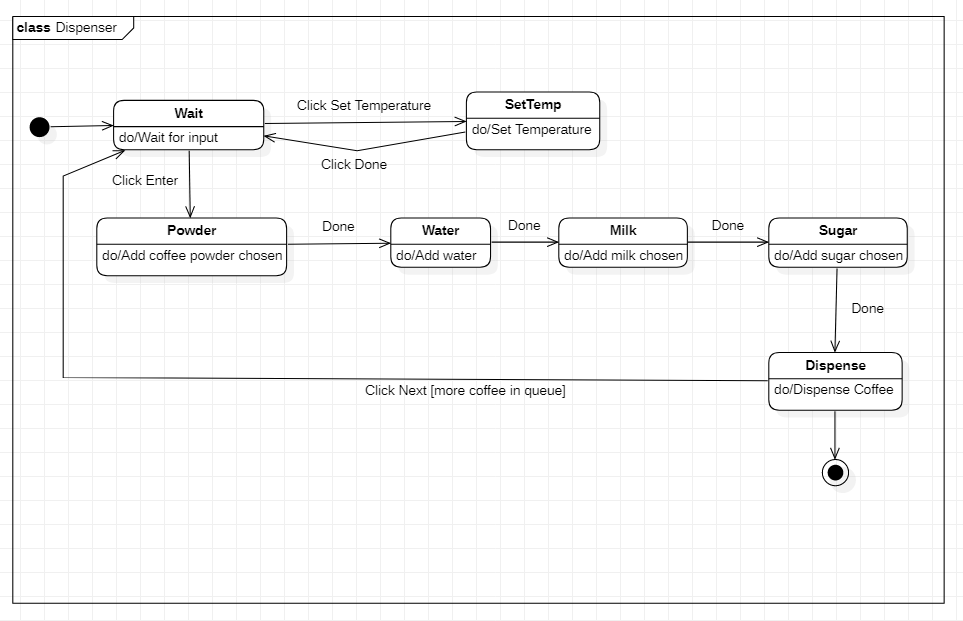 class Dispenser
Wait
do/Wait for input
Click Set Temperature
SetTemp
do/Set Temperature
Click Done
Click Enter
Powder
do/Add coffee powder chosen
Done
Water
do/Add water
Done
Milk
do/Add milk chosen
Done
Sugar
do/Add sugar chosen
Done
Dispense
do/Dispense Coffee
Click Next [more coffee in queue]